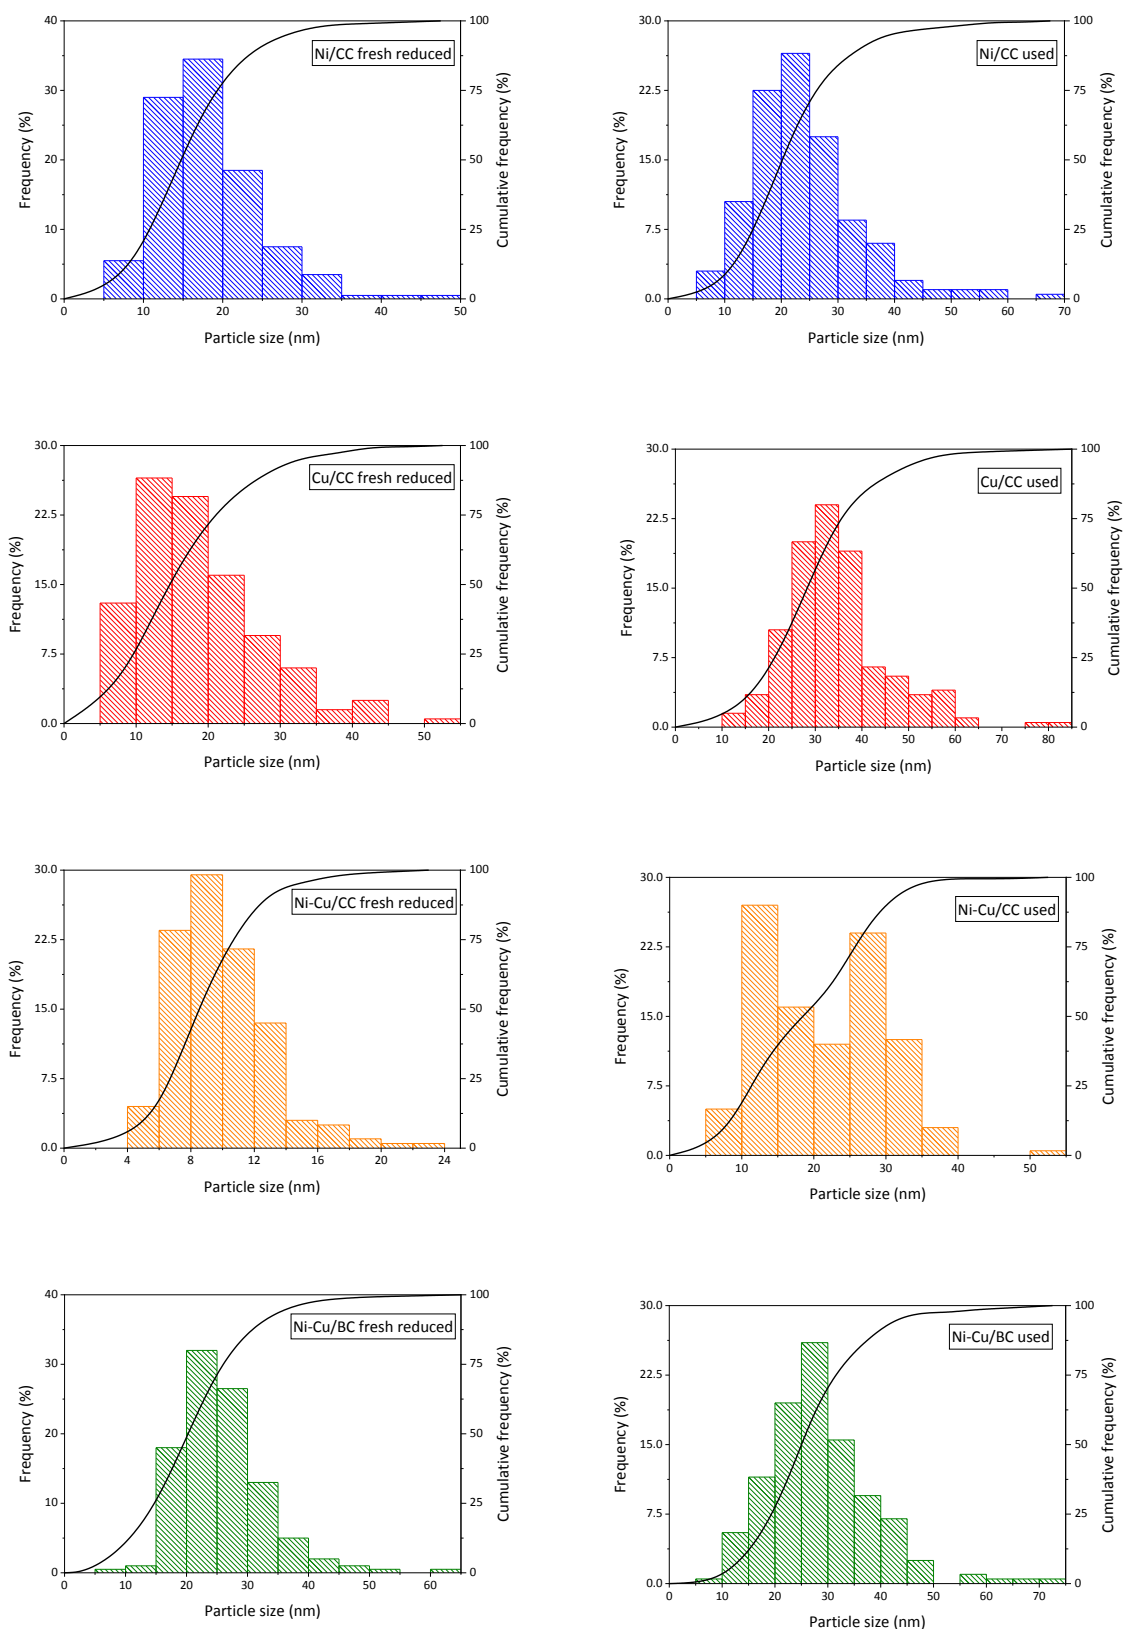 Ni/CC fresh reduced
Frequency (%)
40
30
20
10
0
100
75
50
25
0
Cumulative frequency (%)
0 10 20 30 40 50
Particle size (nm)
Ni/CC used
Frequency (%)
30.0
22.5
15.0
7.5
0.0
100
75
50
25
0
Cumulative frequency (%)
0 10 20 30 40 50 60 70
Particle size (nm)
Cu/CC fresh reduced
Frequency (%)
30.0
22.5
15.0
7.5
0.0
100
75
50
25
0
Cumulative frequency (%)
10 20 30 40 50
0
Particle size (nm)
Cu/CC used
Frequency (%)
30.0
22.5
15.0
7.5
0.0
100
75
50
25
0
Cumulative frequency (%)
0 10 20 30 40 50 60 70 80
Particle size (nm)
Ni-Cu/CC fresh reduced
Frequency (%)
30.0
22.5
15.0
7.5
0.0
100
75
50
25
0
Cumulative frequency (%)
0 4 8 12 16 20 24
Particle size (nm)
Ni-Cu/CC used
Frequency (%)
30.0
22.5
15.0
7.5
0.0
100
75
50
25
0
Cumulative frequency (%)
0 10 20 30 40 50
Particle size (nm)
Ni-Cu/BC fresh reduced
Frequency (%)
40
30
20
10
0
100
75
50
25
0
Cumulative frequency (%)
0 10 20 30 40 50 60
Particle size (nm)
Ni-Cu/BC used
Frequency (%)
30.0
22.5
15.0
7.5
0.0
100
75
50
25
0
Cumulative frequency (%)
0 10 20 30 40 50 60 70
Particle size (nm)